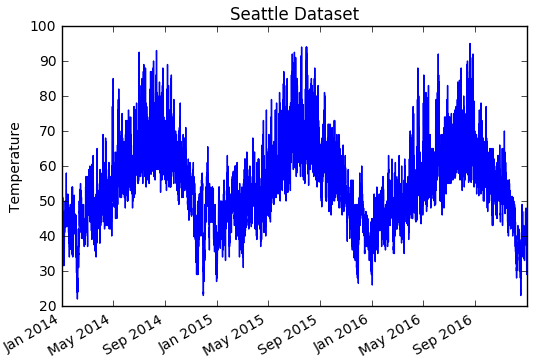 Seattle Dataset
Temperature
100
90
80
70
60
50
40
30
20
Jan 2014
May 2014
Sep 2014
Jan 2015
May 2015
Sep 2015
Jan 2016
May 2016
Sep 2016